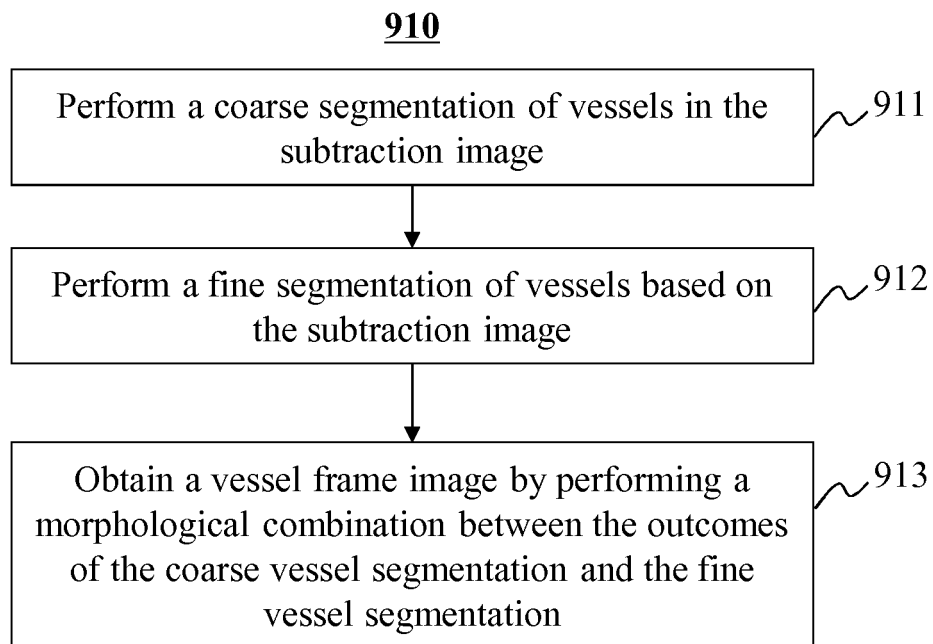 910
Perform a coarse segmentation of vessels in the
subtraction image
911
Perform a fine segmentation of vessels based on
the subtraction image
912
Obtain a vessel frame image by performing a
morphological combination between the outcomes
of the coarse vessel segmentation and the fine
vessel segmentation
913